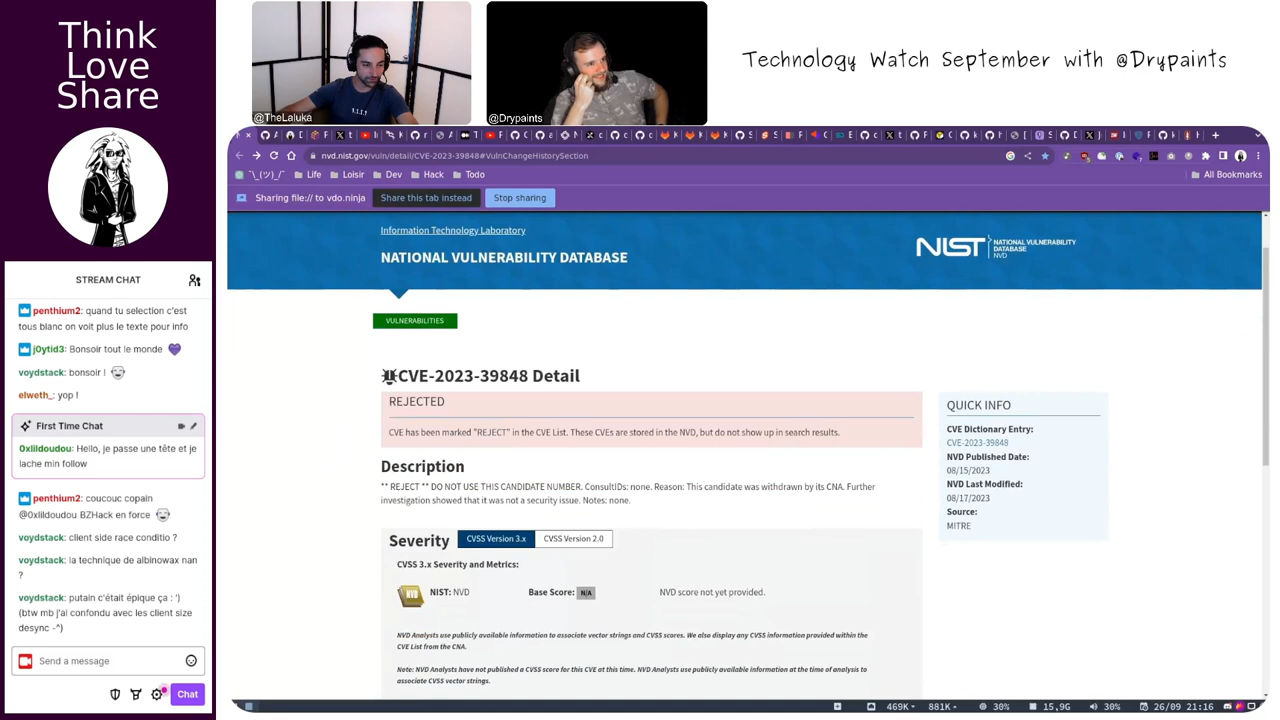 Think
Love
Share
@TheLaluka
@Drypaints
Technology Watch September with @Drypaints
nvd.nist.gov/vuln/detail/CVE-2023-39848#VulnChangeHistorySection
¯\_(ツ)_/¯ Life Loisir Dev Hack Todo All Bookmarks
Sharing file:// to vdo.ninja Share this tab instead Stop sharing
STREAM CHAT
penthium2: quand tu selection c'est
tous blanc on voit plus le texte pour info
j0ytid3: Bonsoir tout le monde
voydstack: bonsoir !
elweth_: yop !
First Time Chat
0xlildoudou: Hello, je passe une tête et je
lache min follow
penthium2: coucouc copain
@0xlildoudou BZHack en force
voydstack: client side race conditio ?
voydstack: la technique de albinowax nan
?
voydstack: putain c'était épique ça : ')
(btw mb j'ai confondu avec les client size
desync -^)
Send a message
Chat
Information Technology Laboratory
NATIONAL VULNERABILITY DATABASE
NIST NATIONAL VULNERABILITY
DATABASE
NVD
VULNERABILITIES
CVE-2023-39848 Detail
REJECTED
CVE has been marked "REJECT" in the CVE List. These CVEs are stored in the NVD, but do not show up in search results.
Description
** REJECT ** DO NOT USE THIS CANDIDATE NUMBER. ConsultIDs: none. Reason: This candidate was withdrawn by its CNA. Further
investigation showed that it was not a security issue. Notes: none.
Severity CVSS Version 3.x CVSS Version 2.0
CVSS 3.x Severity and Metrics:
NVD NIST: NVD Base Score: N/A NVD score not yet provided.
NVD Analysts use publicly available information to associate vector strings and CVSS scores. We also display any CVSS information provided within the
CVE List from the CNA.
Note: NVD Analysts have not published a CVSS score for this CVE at this time. NVD Analysts use publicly available information at the time of analysis to
associate CVSS vector strings.
QUICK INFO
CVE Dictionary Entry:
CVE-2023-39848
NVD Published Date:
08/15/2023
NVD Last Modified:
08/17/2023
Source:
MITRE
469K 881K 30% 15,9G 30% 26/09 21:16